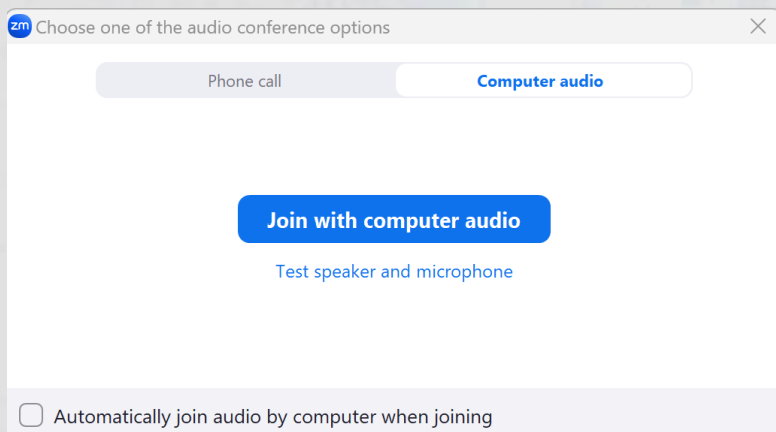 zm Choose one of the audio conference options
Phone call Computer audio
Join with computer audio
Test speaker and microphone
Automatically join audio by computer when joining